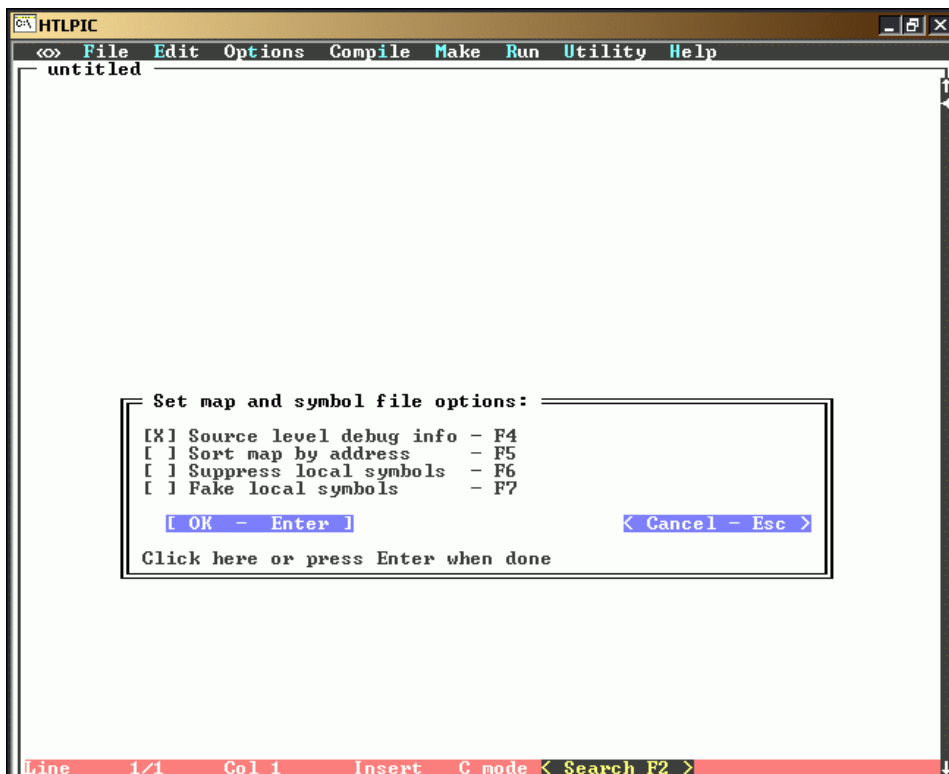 C:\ HTLPIC
«◊» File Edit Options Compile Make Run Utility Help
untitled
Set map and symbol file options:
[X] Source level debug info - F4
[ ] Sort map by address - F5
[ ] Suppress local symbols - F6
[ ] Fake local symbols - F7
[ OK - Enter ] < Cancel - Esc >
Click here or press Enter when done
Line 1/1 Col 1 Insert C mode < Search F2 >